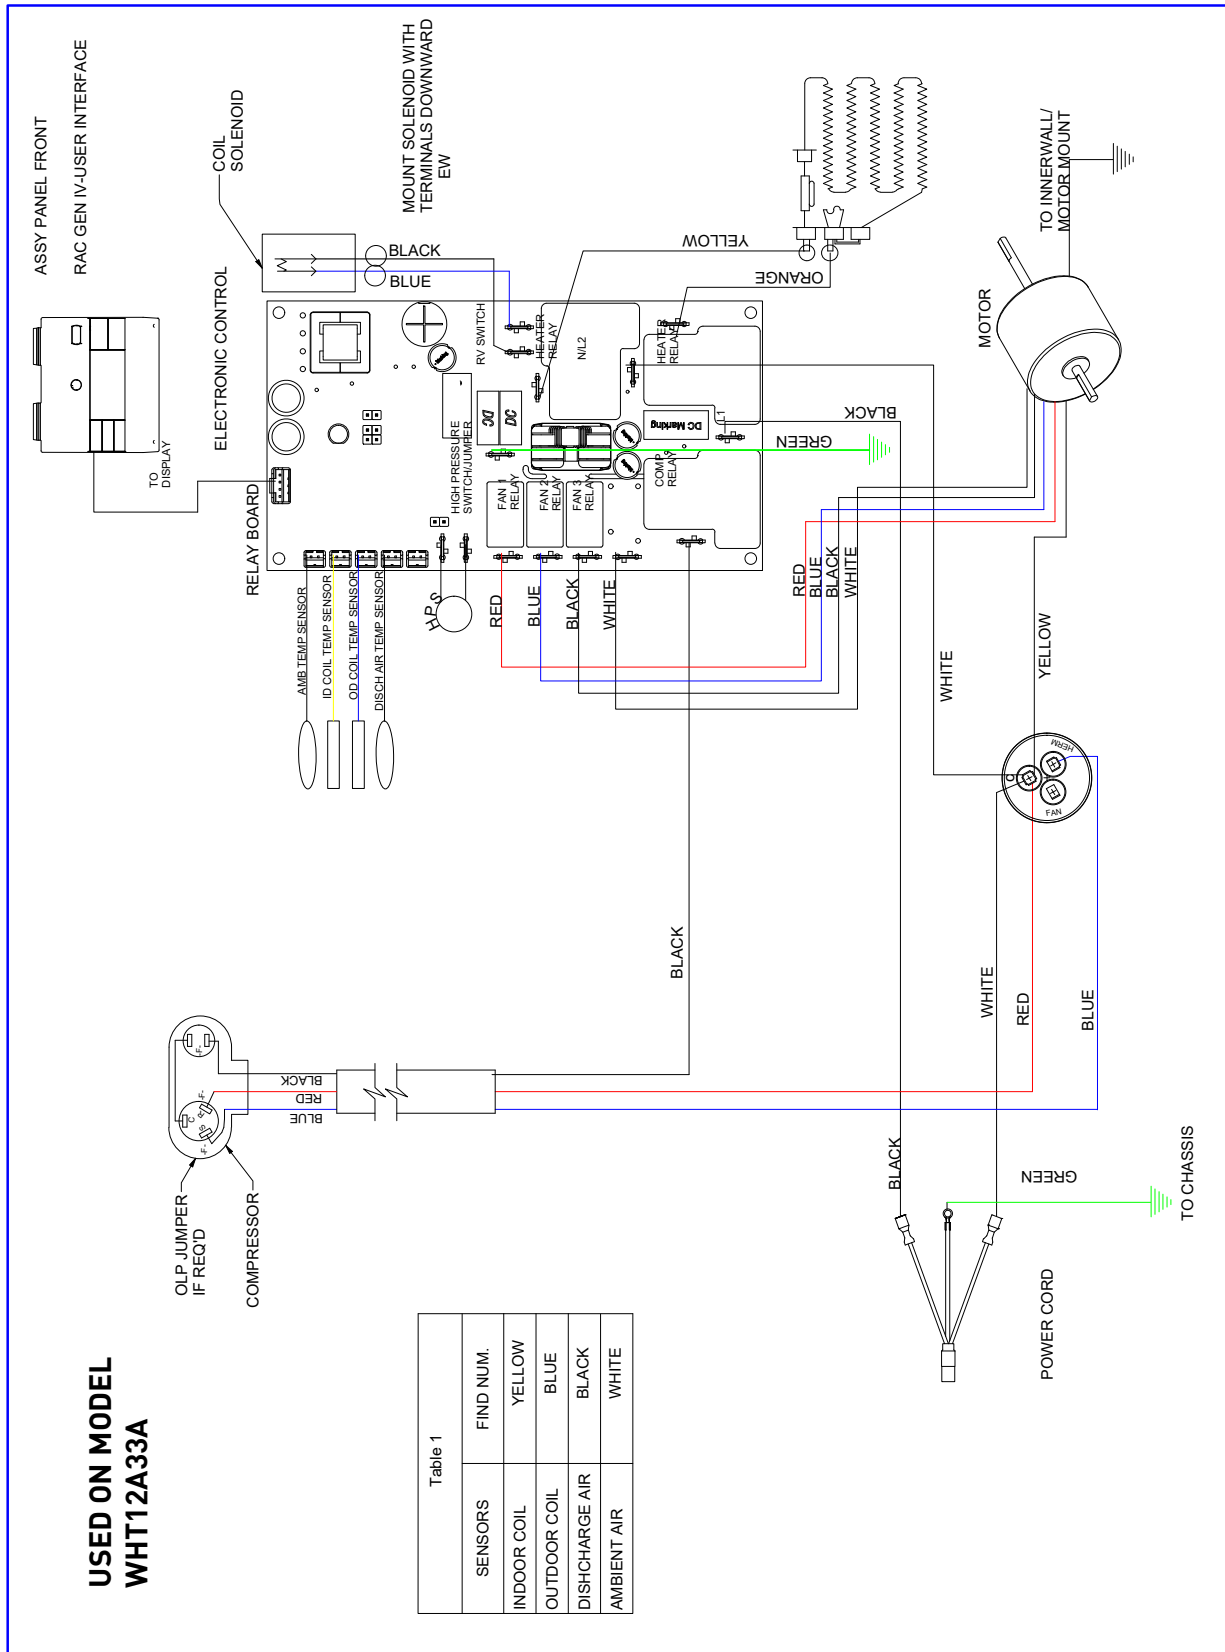 USED ON MODEL
WHT12A33A
ASSY PANEL FRONT
RAC GEN IV-USER INTERFACE
TO
DISPLAY
ELECTRONIC CONTROL
RELAY BOARD
COIL
SOLENOID
BLACK
BLUE
MOUNT SOLENOID WITH
TERMINALS DOWNWARD
EW
RV SWITCH
HEATER
RELAY
N/L2
HEATER
RELAY
HIGH PRESSURE
SWITCH/JUMPER
DC
DC
DC Marking
FAN 1
RELAY
FAN 2
RELAY
FAN 3
RELAY
COMP
RELAY
L1
YELLOW
ORANGE
BLACK
GREEN
AMB TEMP SENSOR
ID COIL TEMP SENSOR
OD COIL TEMP SENSOR
DISCH AIR TEMP SENSOR
HPS
RED
BLUE
BLACK
WHITE
RED
BLUE
BLACK
WHITE
MOTOR
TO INNERWALL/
MOTOR MOUNT
WHITE
YELLOW
C
HERM
FAN
BLACK
WHITE
RED
BLUE
OLP JUMPER
IF REQ'D
COMPRESSOR
C
R
S
F
F
F
BLACK
RED
BLUE
BLACK
GREEN
TO CHASSIS
POWER CORD
Table 1
SENSORS FIND NUM.
INDOOR COIL YELLOW
OUTDOOR COIL BLUE
DISHCHARGE AIR BLACK
AMBIENT AIR WHITE